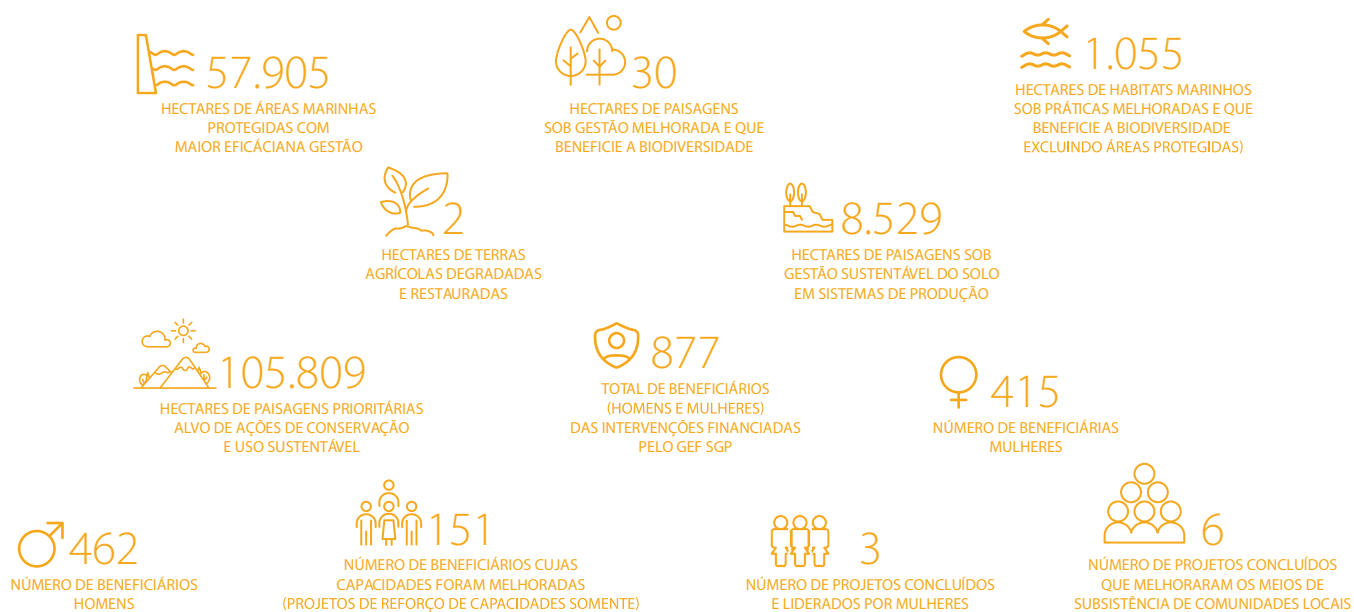 57.905
HECTARES DE ÁREAS MARINHAS
PROTEGIDAS COM
MAIOR EFICÁCIANA GESTÃO
30
HECTARES DE PAISAGENS
SOB GESTÃO MELHORADA E QUE
BENEFICIE A BIODIVERSIDADE
1.055
HECTARES DE HABITATS MARINHOS
SOB PRÁTICAS MELHORADAS E QUE
BENEFICIE A BIODIVERSIDADE
EXCLUINDO ÁREAS PROTEGIDAS)
2
HECTARES DE TERRAS
AGRÍCOLAS DEGRADADAS
E RESTAURADAS
8.529
HECTARES DE PAISAGENS SOB
GESTÃO SUSTENTÁVEL DO SOLO
EM SISTEMAS DE PRODUÇÃO
105.809
HECTARES DE PAISAGENS PRIORITÁRIAS
ALVO DE AÇÕES DE CONSERVAÇÃO
E USO SUSTENTÁVEL
877
TOTAL DE BENEFICIÁRIOS
(HOMENS E MULHERES)
DAS INTERVENÇÕES FINANCIADAS
PELO GEF SGP
415
NÚMERO DE BENEFICIÁRIAS
MULHERES
462
NÚMERO DE BENEFICIÁRIOS
HOMENS
151
NÚMERO DE BENEFICIÁRIOS CUJAS
CAPACIDADES FORAM MELHORADAS
(PROJETOS DE REFORÇO DE CAPACIDADES SOMENTE)
3
NÚMERO DE PROJETOS CONCLUÍDOS
E LIDERADOS POR MULHERES
6
NÚMERO DE PROJETOS CONCLUÍDOS
QUE MELHORARAM OS MEIOS DE
SUBSISTÊNCIA DE COMUNIDADES LOCAIS